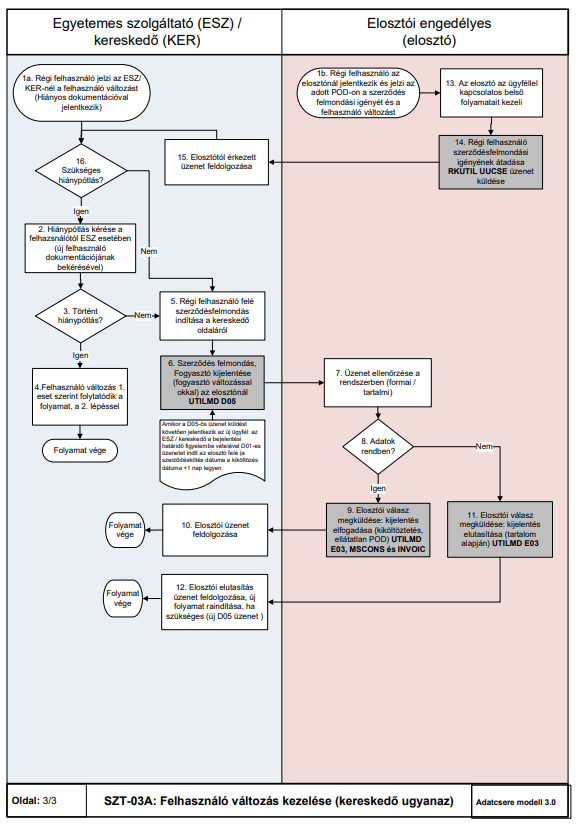 Egyetemes szolgáltató (ESZ) /
kereskedő (KER)
Elosztói engedélyes
(elosztó)
1a. Régi felhasználó jelzi az ESZ/
KER-nél a felhasználó változást
(Hiányos dokumentációval
jelentkezik)
1b. Régi felhasználó az
elosztónál jelentkezik és jelzi az
adott POD-on a szerződés
felmondási igényét és a
felhasználó változást
13. Az elosztó az ügyféllel
kapcsolatos belső
folyamatait kezeli
14. Régi felhasználó
szerződésfelmondási
igényének átadása
RKUTIL UUCSE üzenet
küldése
15. Elosztótól érkezett
üzenet feldolgozása
16.
Szükséges
hiánypótlás?
Igen
Nem
2. Hiánypótlás kérése a
felhazsnálótól ESZ esetében
(új felhasználó
dokumentációjának
bekérésével)
3. Történt
hiánypótlás?
Nem
Igen
5. Régi felhasználó felé
szerződésfelmondás
indítása a kereskedő
oldaláról
4.Felhasználó változás 1.
eset szerint folytatódik a
folyamat, a 2. lépéssel
Folyamat vége
6. Szerződés felmondás,
Fogyasztó kijelentése
(fogyasztó változással
okkal) az elosztónál
UTILMD D05
Amikor a D05-ös üzenet küldést
követően jelentkezik az új ügyfél: az
ESZ / kereskedő a bejelentési
határidő figyelembe vételével D01-es
üzenetet indít az elosztó felé (a
szerződéskötés dátuma a kiköltözés
dátuma +1 nap legyen
7. Üzenet ellenőrzése a
rendszerben (formai /
tartalmi)
8. Adatok
rendben?
Nem
Igen
9. Elosztói válasz
megküldése: kijelentés
elfogadása (kiköltöztetés,
ellátatlan POD) UTILMD
E03, MSCONS és INVOIC
11. Elosztói válasz
megküldése: kijelentés
elutasítása (tartalom
alapján) UTILMD E03
10. Elosztói üzenet
feldolgozása
Folyamat
vége
12. Elosztói elutasítás
üzenet feldolgozása, új
folyamat raindítása, ha
szükséges (új D05 üzenet )
Folyamat
vége
Oldal: 3/3
SZT-03A: Felhasználó változás kezelése (kereskedő ugyanaz)
Adatcsere modell 3.0